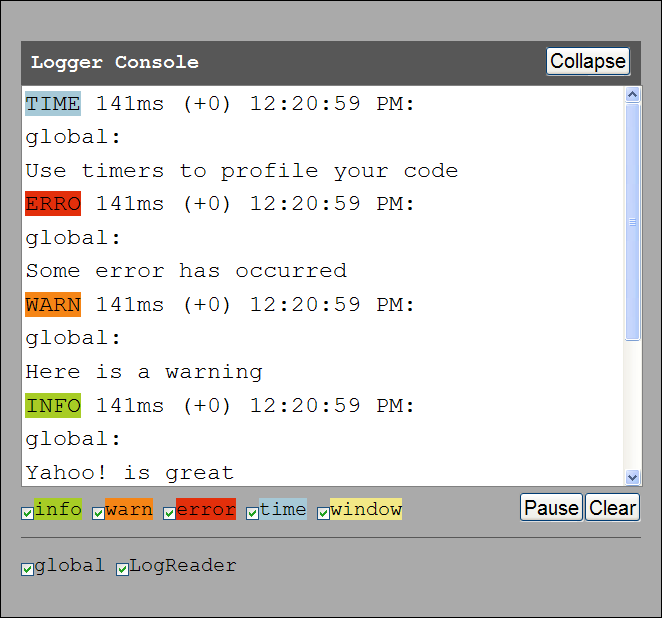 Logger Console Collapse
TIME 141ms (+0) 12:20:59 PM:
global:
Use timers to profile your code
ERRO 141ms (+0) 12:20:59 PM:
global:
Some error has occurred
WARN 141ms (+0) 12:20:59 PM:
global:
Here is a warning
INFO 141ms (+0) 12:20:59 PM:
global:
Yahoo! is great
info warn error time window Pause Clear
global LogReader